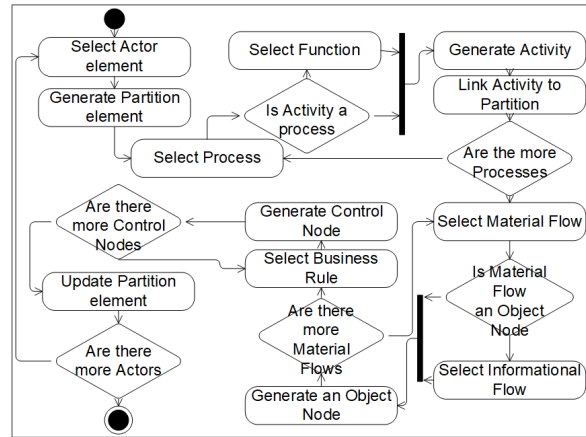 Select Actor
element
Generate Partition
element
Select Process
Select Function
Is Activity a
process
Generate Activity
Link Activity to
Partition
Are the more
Processes
Select Material Flow
Is Material
Flow
an Object
Node
Select Informational
Flow
Generate an Object
Node
Are there
more
Material
Flows
Select Business
Rule
Generate Control
Node
Are there
more Control
Nodes
Update Partition
element
Are there
more Actors